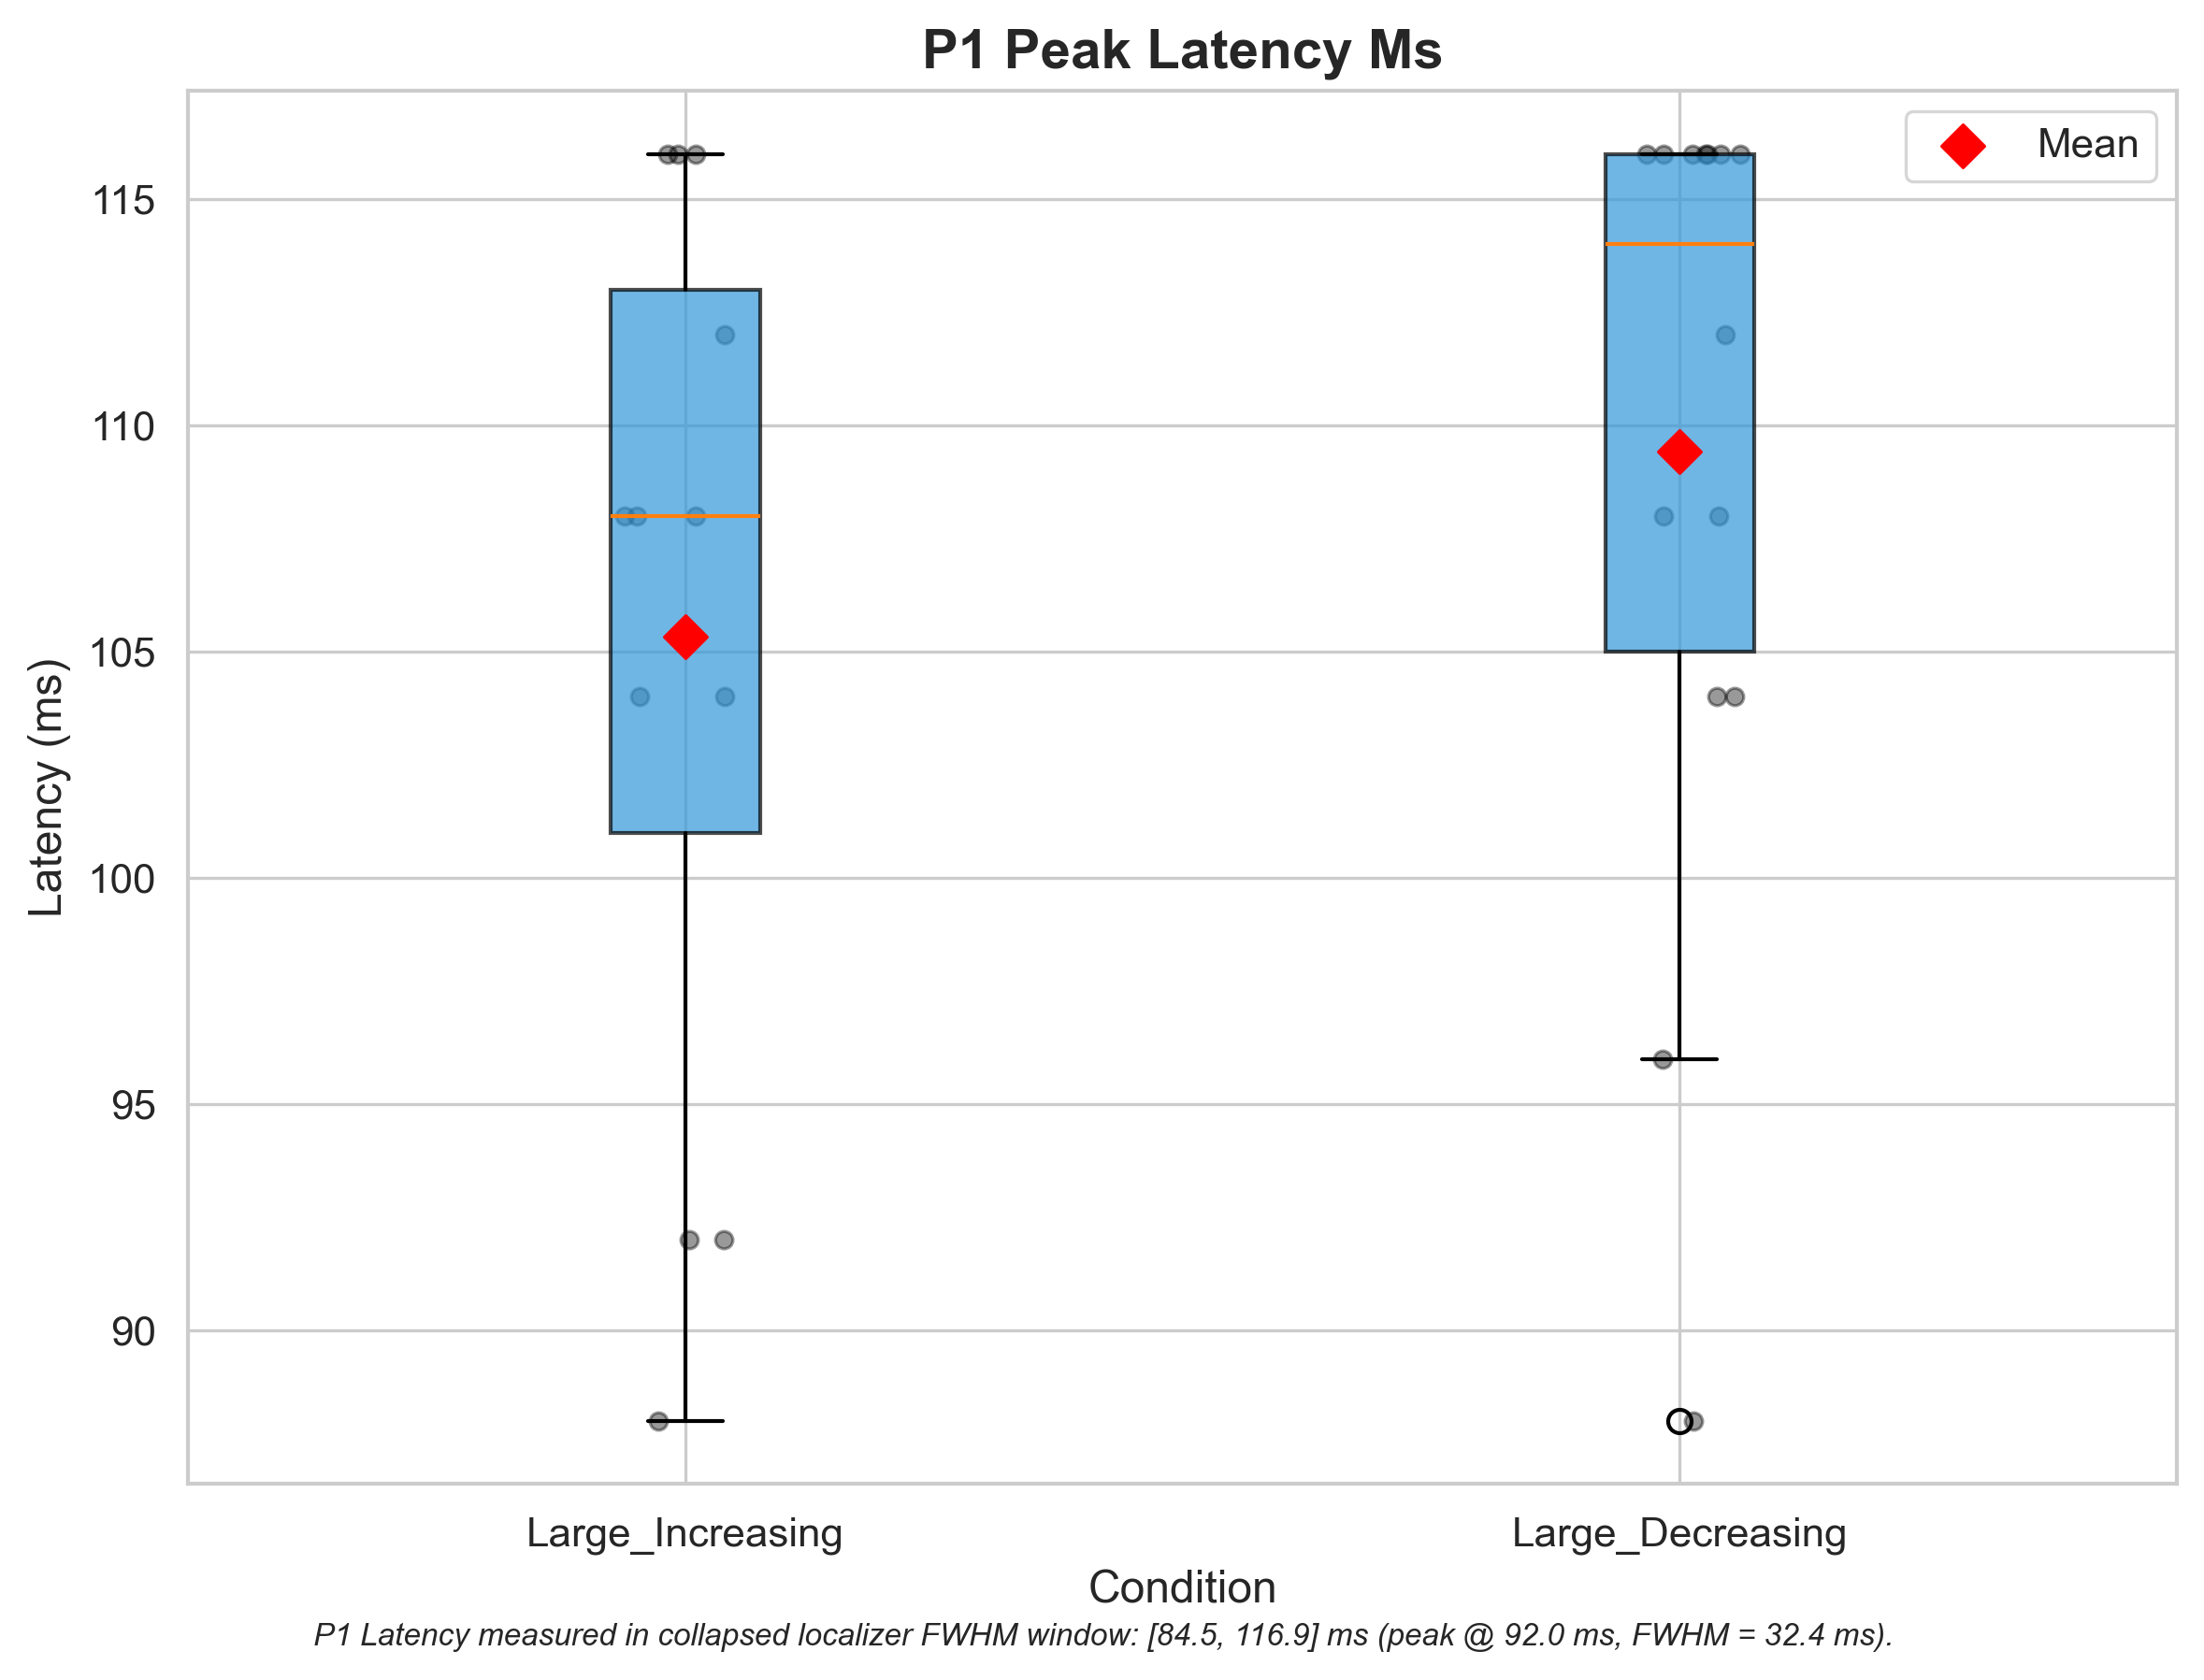 P1 Peak Latency Ms
Mean
115
110
105
100
95
90
Latency (ms)
Large_Increasing
Large_Decreasing
Condition
P1 Latency measured in collapsed localizer FWHM window: [84.5, 116.9] ms (peak @ 92.0 ms, FWHM = 32.4 ms).